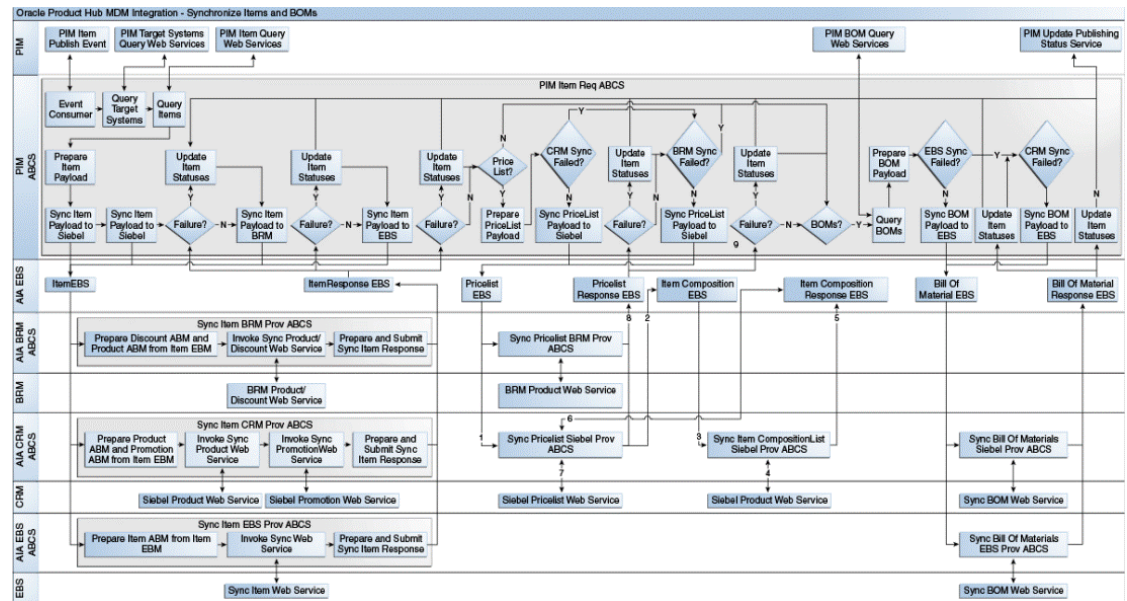 Oracle Product Hub MDM Integration - Synchronize Items and BOMs
PIM
PIM Item
Publish Event
PIM Target Systems
Query Web Services
PIM Item Query
Web Services
PIM BOM Query
Web Services
PIM Update Publishing
Status Service
PIM
ABCS
PIM Item Req ABCS
Event
Consumer
Query
Target
Systems
Query
Items
Prepare
Item
Payload
Update
Item
Statuses
Update
Item
Statuses
Update
Item
Statuses
N
Price
List?
Y
CRM Sync
Failed?
Update
Item
Statuses
Y
BRM Sync
Failed?
Y
Update
Item
Statuses
Prepare
BOM
Payload
EBS Sync
Failed?
Y
CRM Sync
Failed?
Y
Y
Y
Y
N
Y
N
Y
N
N
N
N
Sync Item
Payload to
Siebel
Sync Item
Payload to
Siebel
Failure?
N
Sync Item
Payload to
BRM
Failure?
N
Sync Item
Payload to
EBS
Failure?
Prepare
PriceList
Payload
Sync PriceList
Payload to
Siebel
Failure?
N
Sync PriceList
Payload to
Siebel
Failure?
9
N
BOMs?
Y
Query
BOMs
Sync BOM
Payload to
EBS
Update
Item
Statuses
Sync BOM
Payload to
EBS
Update
Item
Statuses
AIA EBS
ItemEBS
ItemResponse EBS
Pricelist
EBS
Pricelist
Response EBS
Item Composition
EBS
Item Composition
Response EBS
Bill Of
Material EBS
Bill Of Material
Response EBS
8
2
5
AIA BRM
ABCS
Sync Item BRM Prov ABCS
Prepare Discount ABM and
Product ABM from Item EBM
Invoke Sync Product/
Discount Web Service
Prepare and Submit
Sync Item Response
Sync Pricelist BRM Prov
ABCS
BRM
BRM Product/
Discount Web Service
BRM Product Web Service
AIA CRM
ABCS
Sync Item CRM Prov ABCS
Prepare Product
ABM and Promotion
ABM from Item EBM
Invoke Sync
Product Web
Service
Invoke Sync
PromotionWeb
Service
Prepare and
Submit Sync
Item Response
6
1
Sync Pricelist Siebel Prov
ABCS
3
Sync Item CompositionList
Siebel Prov ABCS
Sync Bill Of Materials
Siebel Prov ABCS
7
4
CRM
Siebel Product Web Service
Siebel Promotion Web Service
Siebel Pricelist Web Service
Siebel Product Web Service
Sync BOM Web Service
AIA EBS
ABCS
Sync Item EBS Prov ABCS
Prepare Item ABM from Item
EBM
Invoke Sync Web
Service
Prepare and Submit
Sync Item Response
Sync Bill Of Materials
EBS Prov ABCS
EBS
Sync Item Web Service
Sync BOM Web Service